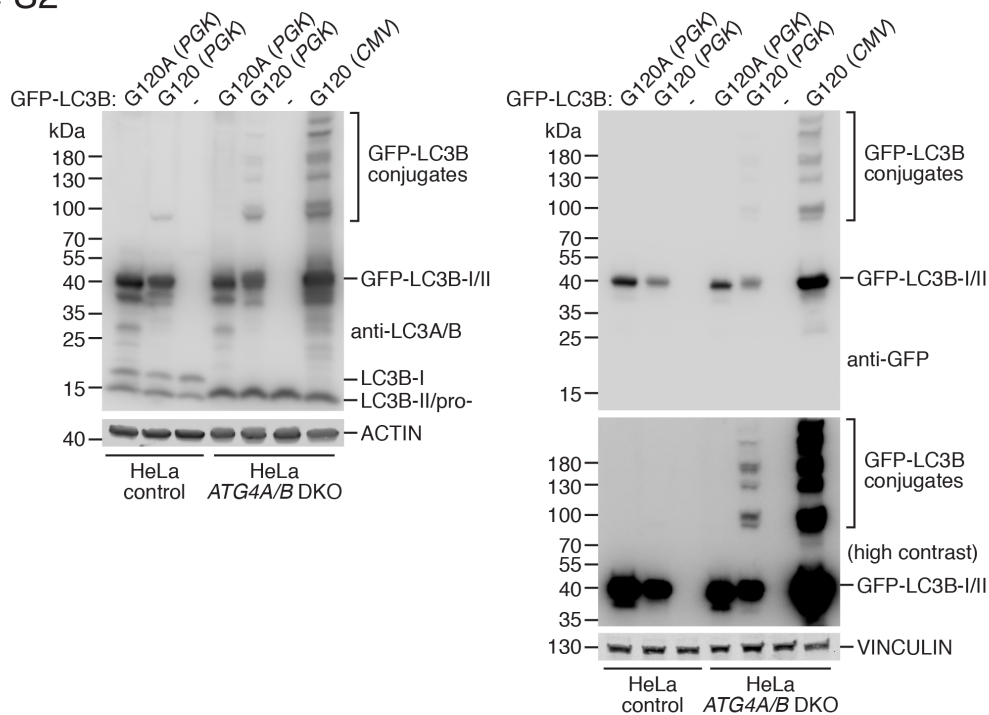 GFP-LC3B: G120A (PGK) G120 (PGK) - G120A (PGK) G120 (PGK) - G120 (CMV)
kDa
180
130
100
70
55
40
35
25
15
GFP-LC3B
conjugates
GFP-LC3B-I/II
anti-LC3A/B
LC3B-I
LC3B-II/pro-
40
ACTIN
HeLa
control
HeLa
ATG4A/B DKO
GFP-LC3B: G120A (PGK) G120 (PGK) - G120A (PGK) G120 (PGK) - G120 (CMV)
kDa
180
130
100
70
55
40
35
25
15
GFP-LC3B
conjugates
GFP-LC3B-I/II
anti-GFP
180
130
100
70
55
40
35
GFP-LC3B
conjugates
(high contrast)
GFP-LC3B-I/II
130
VINCULIN
HeLa
control
HeLa
ATG4A/B DKO